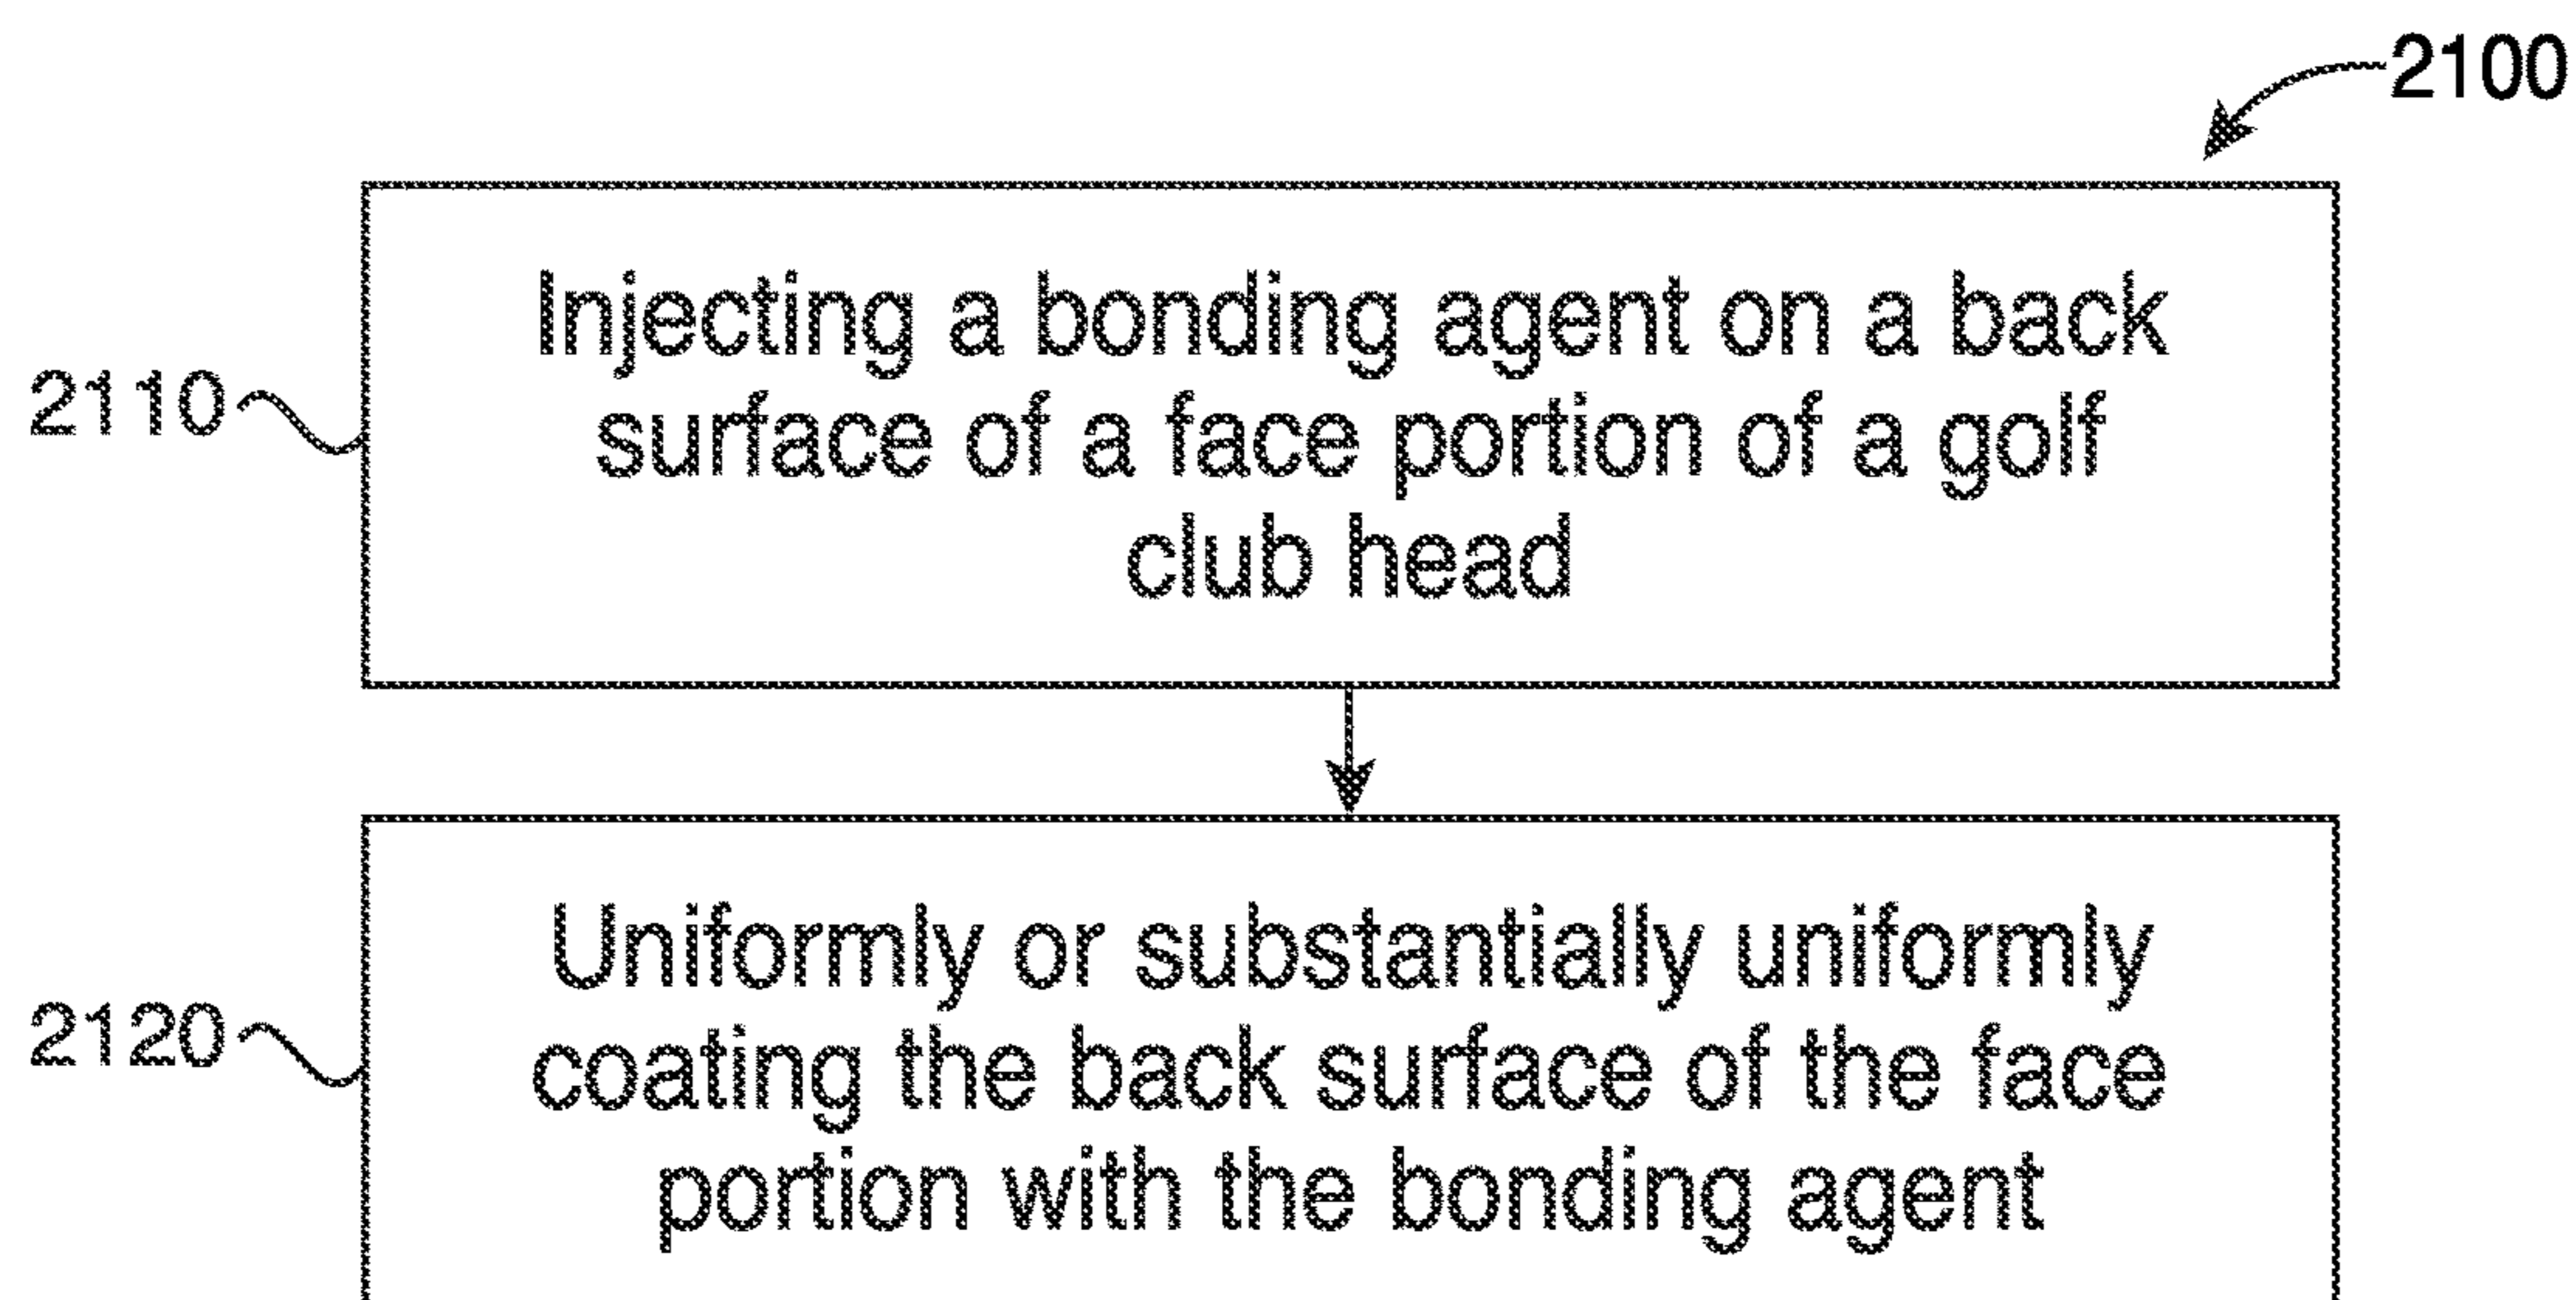 2100
Injecting a bonding agent on a back
surface of a face portion of a golf
club head
2110
Uniformly or substantially uniformly
coating the back surface of the face
portion with the bonding agent
2120